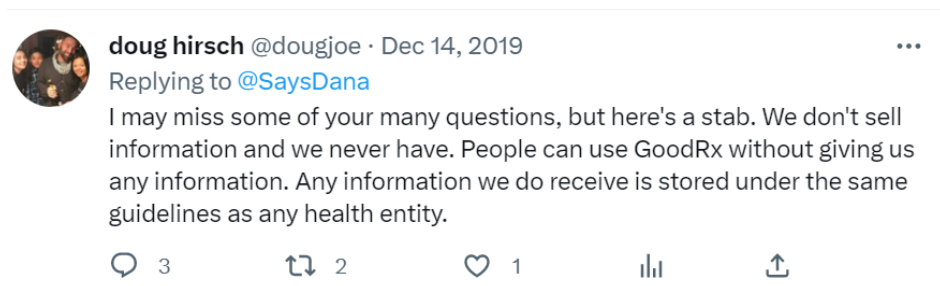 doug hirsch @dougjoe · Dec 14, 2019
Replying to @SaysDana
I may miss some of your many questions, but here's a stab. We don't sell
information and we never have. People can use GoodRx without giving us
any information. Any information we do receive is stored under the same
guidelines as any health entity.
3 2 1